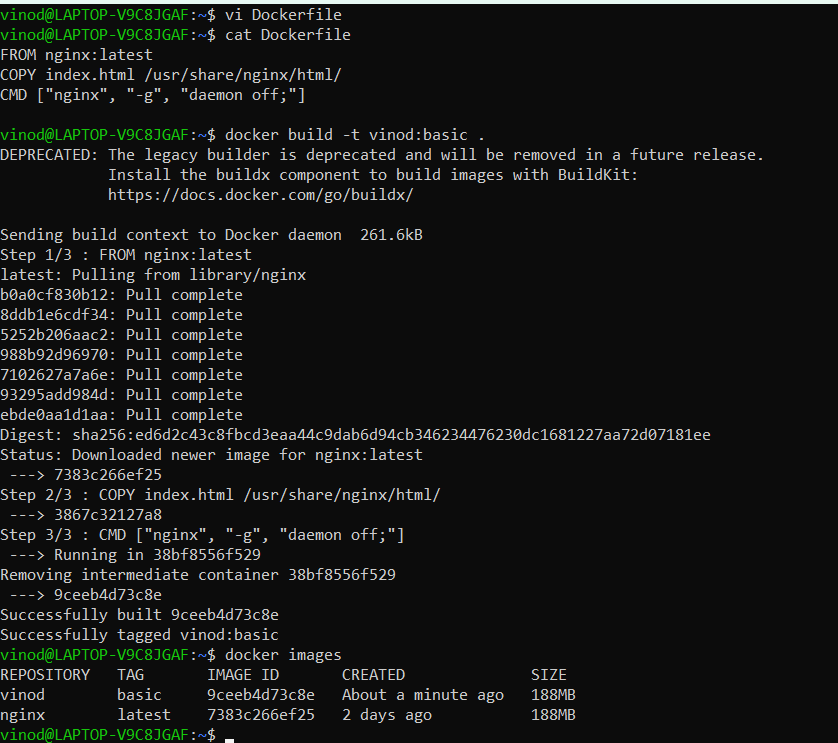 vinod@LAPTOP-V9C8JGAF:~$ vi Dockerfile
vinod@LAPTOP-V9C8JGAF:~$ cat Dockerfile
FROM nginx:latest
COPY index.html /usr/share/nginx/html/
CMD ["nginx", "-g", "daemon off;"]
vinod@LAPTOP-V9C8JGAF:~$ docker build -t vinod:basic .
DEPRECATED: The legacy builder is deprecated and will be removed in a future release.
Install the buildx component to build images with BuildKit:
https://docs.docker.com/go/buildx/
Sending build context to Docker daemon  261.6kB
Step 1/3 : FROM nginx:latest
latest: Pulling from library/nginx
b0a0cf830b12: Pull complete
8ddb1e6cdf34: Pull complete
5252b206aac2: Pull complete
988b92d96970: Pull complete
7102627a7a6e: Pull complete
93295add984d: Pull complete
ebde0aa1d1aa: Pull complete
Digest: sha256:ed6d2c43c8fbcd3eaa44c9dab6d94cb346234476230dc1681227aa72d07181ee
Status: Downloaded newer image for nginx:latest
---> 7383c266ef25
Step 2/3 : COPY index.html /usr/share/nginx/html/
---> 3867c32127a8
Step 3/3 : CMD ["nginx", "-g", "daemon off;"]
---> Running in 38bf8556f529
Removing intermediate container 38bf8556f529
---> 9ceeb4d73c8e
Successfully built 9ceeb4d73c8e
Successfully tagged vinod:basic
vinod@LAPTOP-V9C8JGAF:~$ docker images
REPOSITORY   TAG       IMAGE ID       CREATED              SIZE
vinod        basic     9ceeb4d73c8e   About a minute ago   188MB
nginx        latest    7383c266ef25   2 days ago           188MB
vinod@LAPTOP-V9C8JGAF:~$